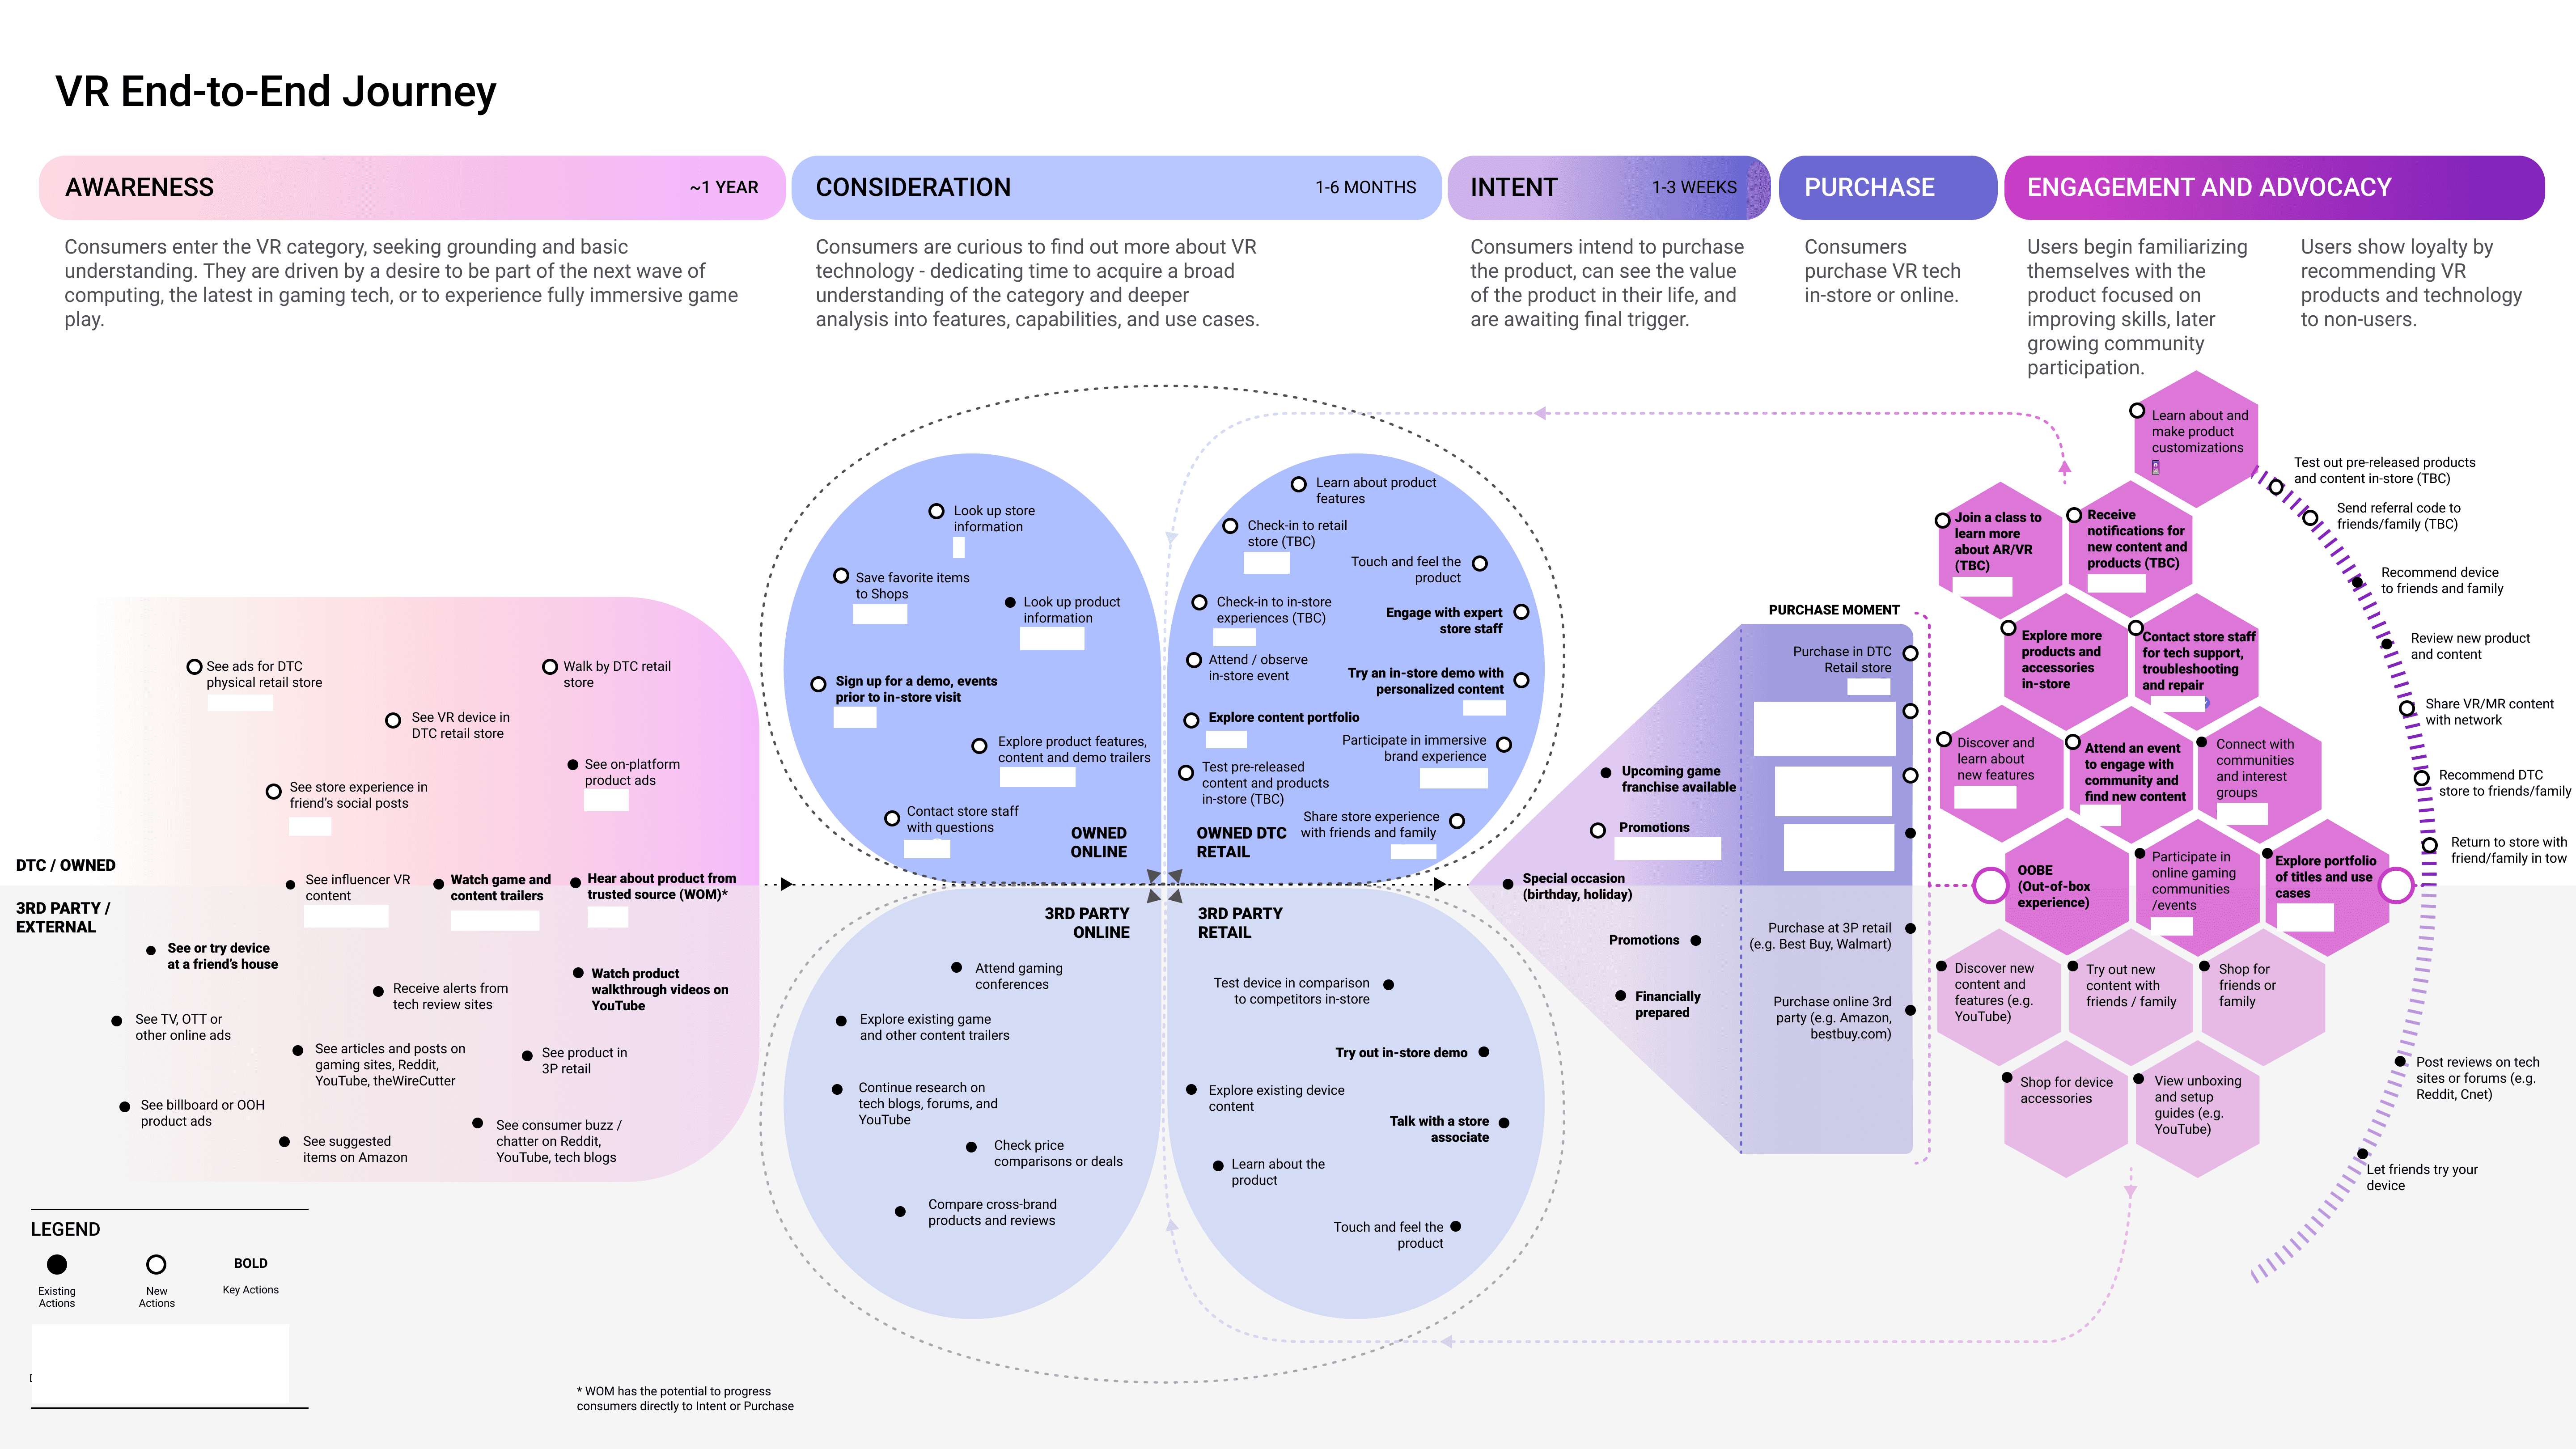 VR End-to-End Journey
AWARENESS
~1 YEAR
Consumers enter the VR category, seeking grounding and basic
understanding. They are driven by a desire to be part of the next wave of
computing, the latest in gaming tech, or to experience fully immersive game
play.
CONSIDERATION
1-6 MONTHS
Consumers are curious to find out more about VR
technology - dedicating time to acquire a broad
understanding of the category and deeper
analysis into features, capabilities, and use cases.
INTENT
1-3 WEEKS
Consumers intend to purchase
the product, can see the value
of the product in their life, and
are awaiting final trigger.
PURCHASE
Consumers
purchase VR tech
in-store or online.
ENGAGEMENT AND ADVOCACY
Users begin familiarizing
themselves with the
product focused on
improving skills, later
growing community
participation.
Users show loyalty by
recommending VR
products and technology
to non-users.
DTC / OWNED
3RD PARTY /
EXTERNAL
See ads for DTC
physical retail store
Walk by DTC retail
store
See VR device in
DTC retail store
See on-platform
product ads
See store experience in
friend's social posts
See influencer VR
content
Watch game and
content trailers
Hear about product from
trusted source (WOM)*
See or try device
at a friend's house
Receive alerts from
tech review sites
Watch product
walkthrough videos on
YouTube
See TV, OTT or
other online ads
See articles and posts on
gaming sites, Reddit,
YouTube, theWireCutter
See product in
3P retail
See billboard or OOH
product ads
See suggested
items on Amazon
See consumer buzz /
chatter on Reddit,
YouTube, tech blogs
Look up store
information
Save favorite items
to Shops
Look up product
information
Sign up for a demo, events
prior to in-store visit
Explore product features,
content and demo trailers
Contact store staff
with questions
OWNED
ONLINE
Learn about product
features
Check-in to retail
store (TBC)
Touch and feel the
product
Check-in to in-store
experiences (TBC)
Engage with expert
store staff
Attend / observe
in-store event
Try an in-store demo with
personalized content
Explore content portfolio
Participate in immersive
brand experience
Test pre-released
content and products
in-store (TBC)
Share store experience
with friends and family
OWNED DTC
RETAIL
3RD PARTY
ONLINE
Attend gaming
conferences
Explore existing game
and other content trailers
Continue research on
tech blogs, forums, and
YouTube
Check price
comparisons or deals
Compare cross-brand
products and reviews
3RD PARTY
RETAIL
Test device in comparison
to competitors in-store
Try out in-store demo
Explore existing device
content
Talk with a store
associate
Learn about the
product
Touch and feel the
product
Upcoming game
franchise available
Promotions
Special occasion
(birthday, holiday)
Promotions
Financially
prepared
PURCHASE MOMENT
Purchase in DTC
Retail store
Purchase at 3P retail
(e.g. Best Buy, Walmart)
Purchase online 3rd
party (e.g. Amazon,
bestbuy.com)
Learn about and
make product
customizations
Join a class to
learn more
about AR/VR
(TBC)
Receive
notifications for
new content and
products (TBC)
Explore more
products and
accessories
in-store
Contact store staff
for tech support,
troubleshooting
and repair
Discover and
learn about
new features
Attend an event
to engage with
community and
find new content
Connect with
communities
and interest
groups
OOBE
(Out-of-box
experience)
Participate in
online gaming
communities
/events
Explore portfolio
of titles and use
cases
Discover new
content and
features (e.g.
YouTube)
Try out new
content with
friends / family
Shop for
friends or
family
Shop for device
accessories
View unboxing
and setup
guides (e.g.
YouTube)
Test out pre-released products
and content in-store (TBC)
Send referral code to
friends/family (TBC)
Recommend device
to friends and family
Review new product
and content
Share VR/MR content
with network
Recommend DTC
store to friends/family
Return to store with
friend/family in tow
Post reviews on tech
sites or forums (e.g.
Reddit, Cnet)
Let friends try your
device
LEGEND
Existing
Actions
New
Actions
BOLD
Key Actions
* WOM has the potential to progress
consumers directly to Intent or Purchase